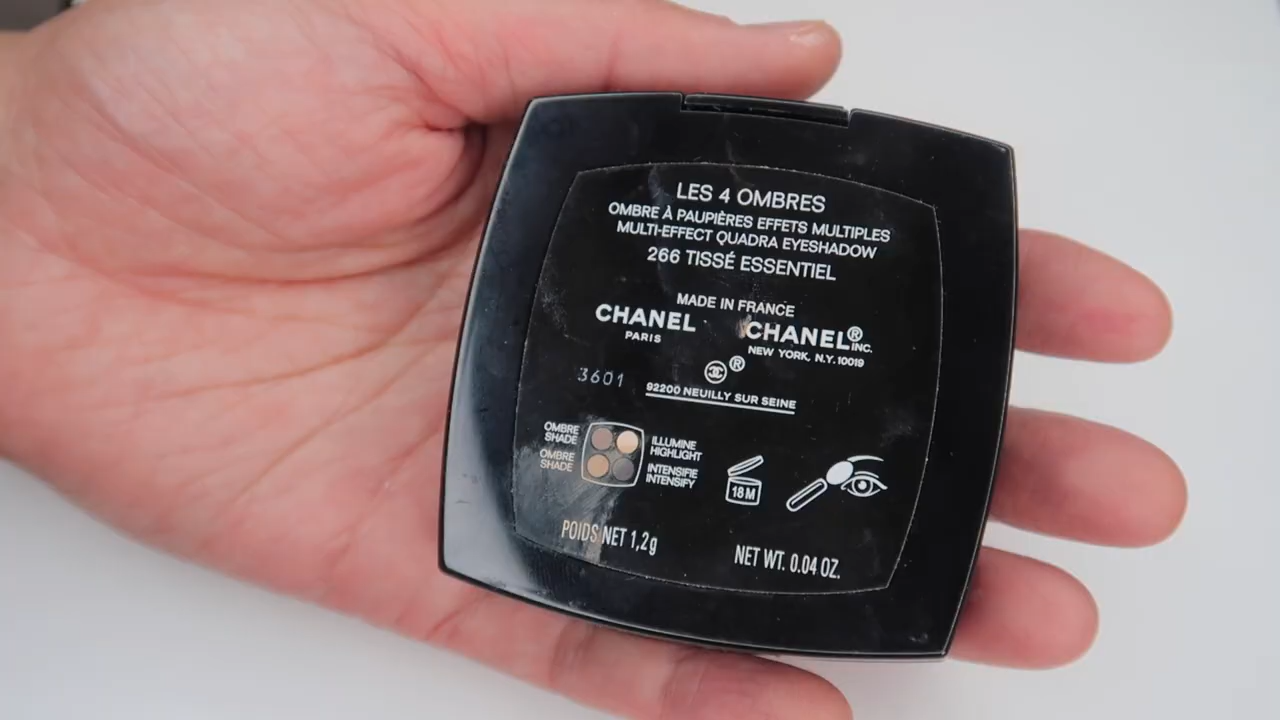 LES 4 OMBRES
OMBRE À PAUPIÈRES EFFETS MULTIPLES
MULTI-EFFECT QUADRA EYESHADOW
266 TISSÉ ESSENTIEL
MADE IN FRANCE
CHANEL CHANEL® INC.
PARIS NEW YORK, N.Y. 10019
®
3601
92200 NEUILLY SUR SEINE
OMBRE
SHADE
ILLUMINE
HIGHLIGHT
OMBRE
SHADE
INTENSIFIE
INTENSIFY
18M
POIDS NET 1,2g
NET WT. 0.04 OZ.